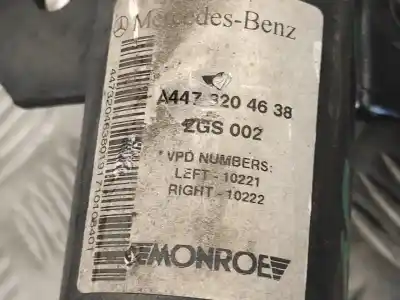 Mercedes-Benz
A447 320 46 38
ZGS 002
* VPD NUMBERS:
LEFT - 10221
RIGHT - 10222
MONROE